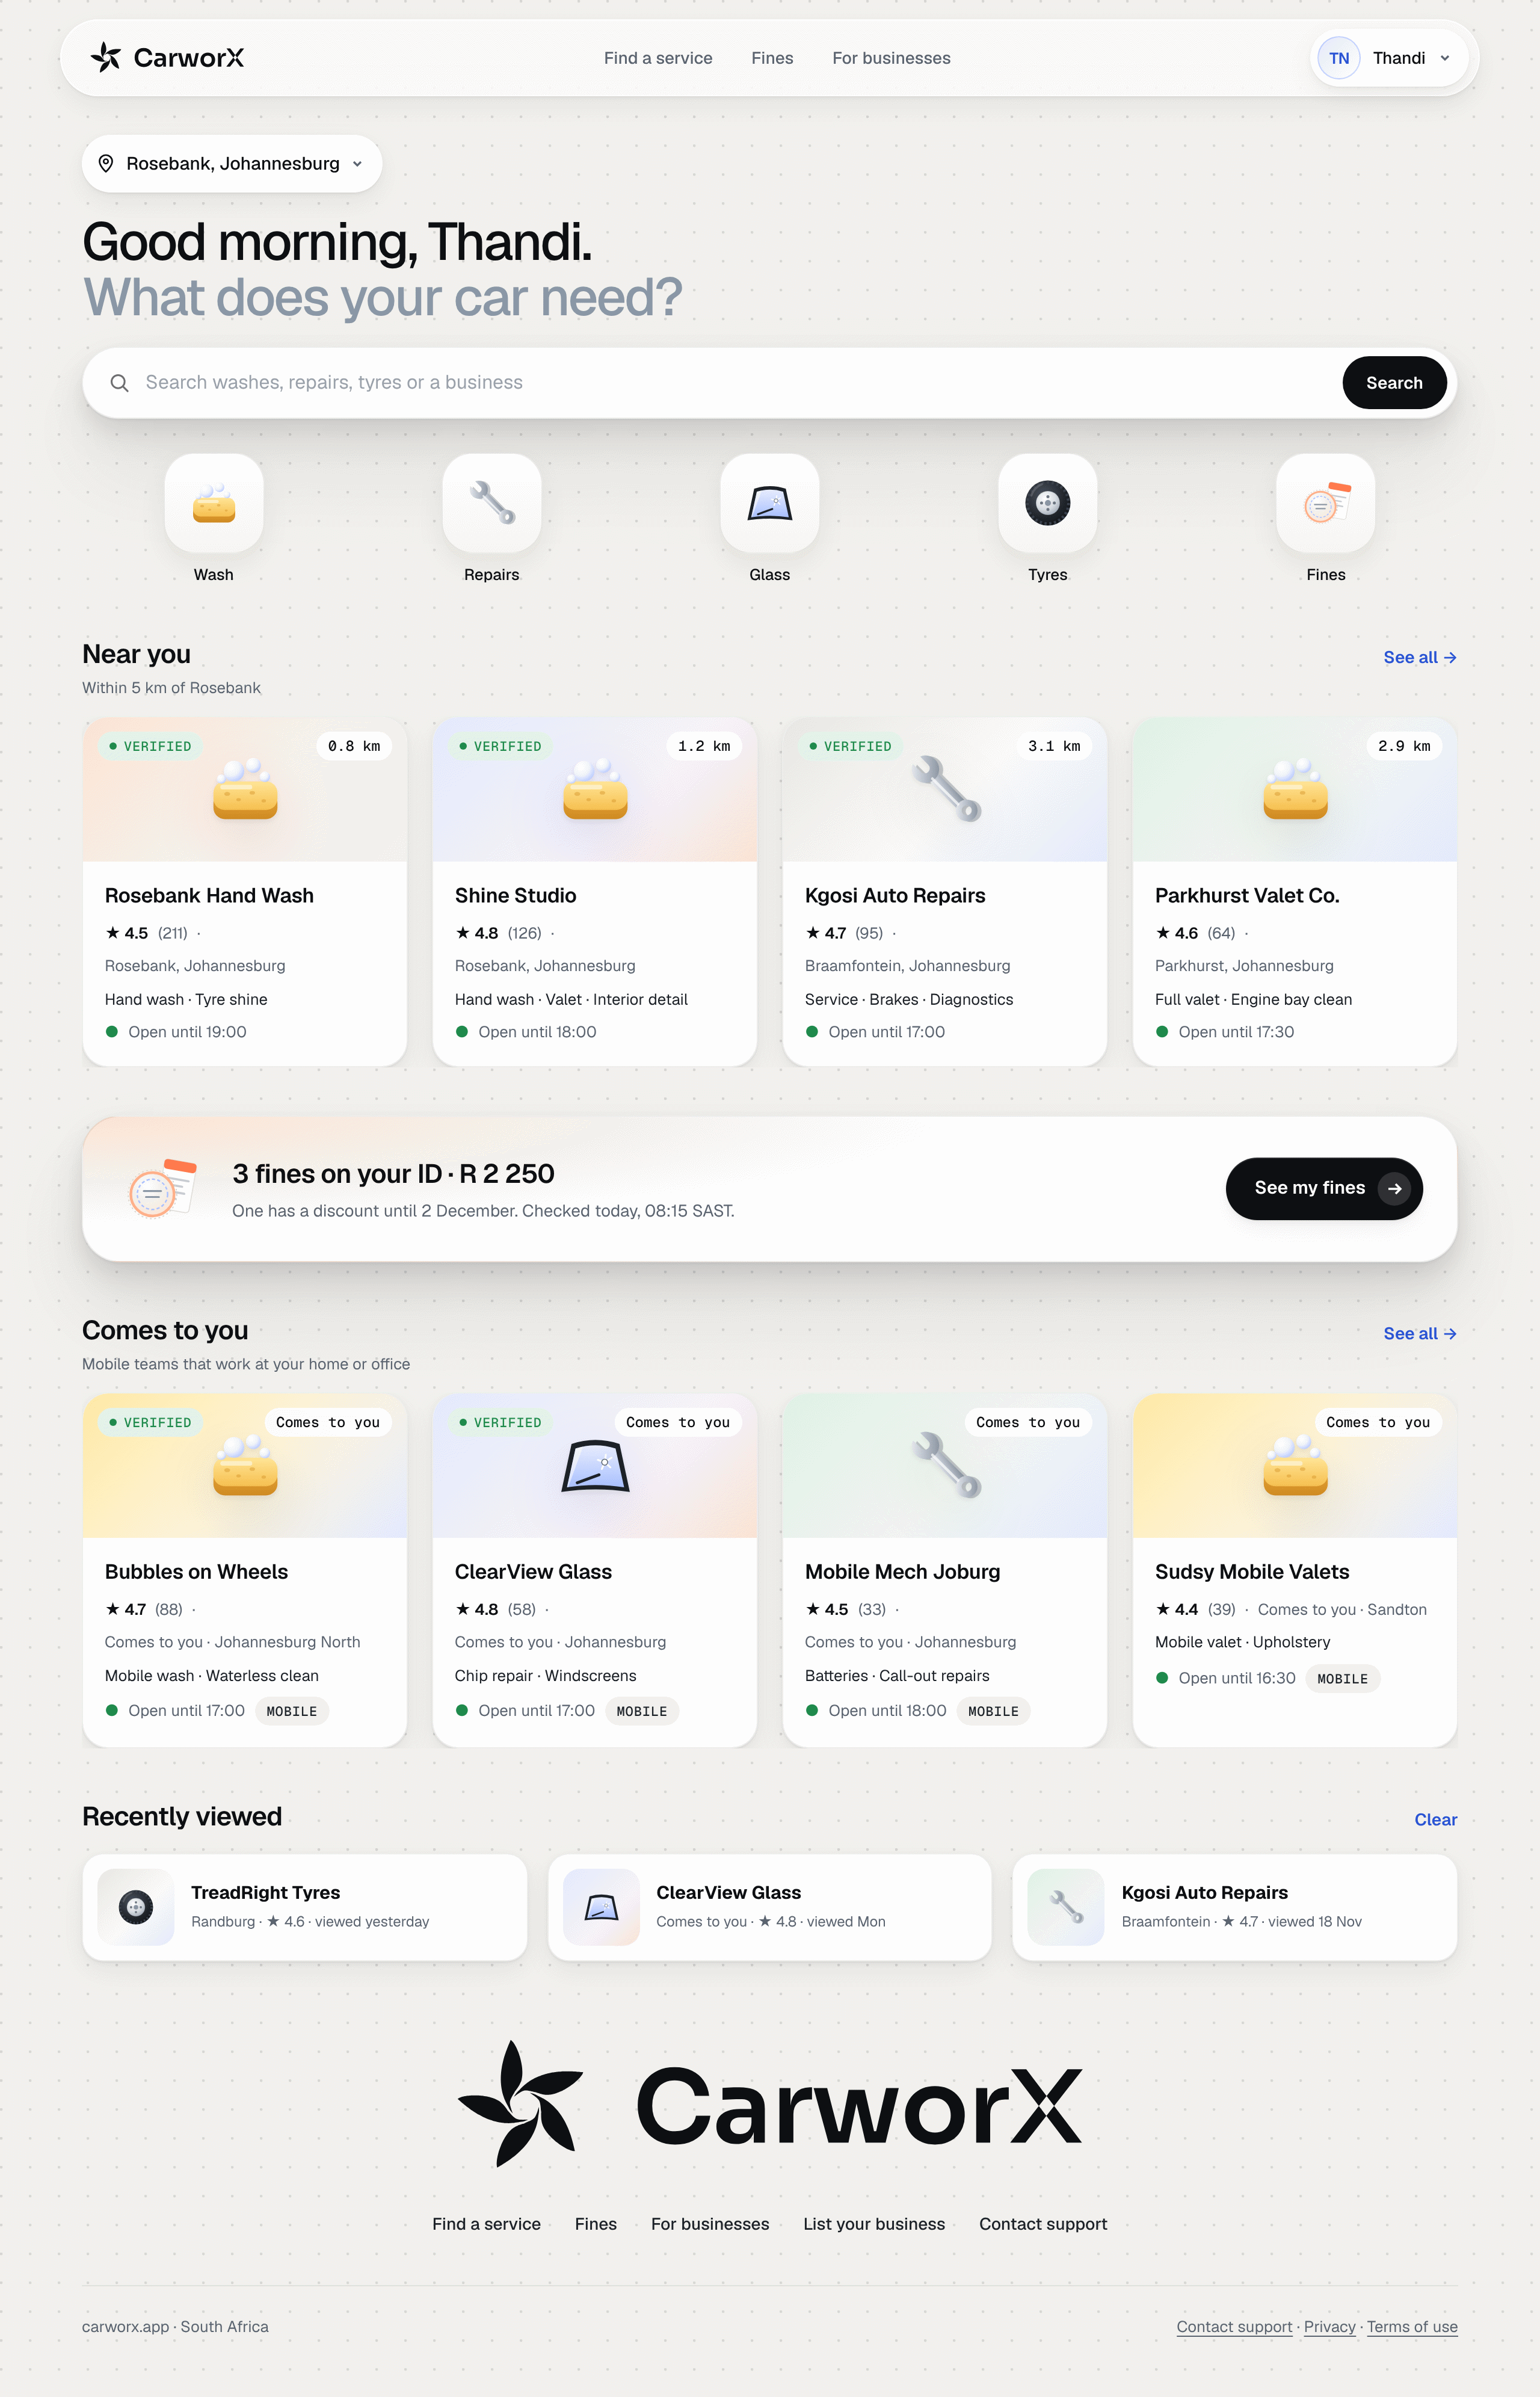 CarworX
Find a service
Fines
For businesses
TN
Thandi
Rosebank, Johannesburg
Good morning, Thandi.
What does your car need?
Search washes, repairs, tyres or a business
Search
Wash
Repairs
Glass
Tyres
Fines
Near you
See all →
Within 5 km of Rosebank
VERIFIED
0.8 km
Rosebank Hand Wash
★ 4.5 (211) ·
Rosebank, Johannesburg
Hand wash · Tyre shine
Open until 19:00
VERIFIED
1.2 km
Shine Studio
★ 4.8 (126) ·
Rosebank, Johannesburg
Hand wash · Valet · Interior detail
Open until 18:00
VERIFIED
3.1 km
Kgosi Auto Repairs
★ 4.7 (95) ·
Braamfontein, Johannesburg
Service · Brakes · Diagnostics
Open until 17:00
2.9 km
Parkhurst Valet Co.
★ 4.6 (64) ·
Parkhurst, Johannesburg
Full valet · Engine bay clean
Open until 17:30
3 fines on your ID · R 2 250
One has a discount until 2 December. Checked today, 08:15 SAST.
See my fines →
Comes to you
See all →
Mobile teams that work at your home or office
VERIFIED
Comes to you
Bubbles on Wheels
★ 4.7 (88) ·
Comes to you · Johannesburg North
Mobile wash · Waterless clean
Open until 17:00
MOBILE
VERIFIED
Comes to you
ClearView Glass
★ 4.8 (58) ·
Comes to you · Johannesburg
Chip repair · Windscreens
Open until 17:00
MOBILE
Comes to you
Mobile Mech Joburg
★ 4.5 (33) ·
Comes to you · Johannesburg
Batteries · Call-out repairs
Open until 18:00
MOBILE
Comes to you
Sudsy Mobile Valets
★ 4.4 (39) · Comes to you · Sandton
Mobile valet · Upholstery
Open until 16:30
MOBILE
Recently viewed
Clear
TreadRight Tyres
Randburg · ★ 4.6 · viewed yesterday
ClearView Glass
Comes to you · ★ 4.8 · viewed Mon
Kgosi Auto Repairs
Braamfontein · ★ 4.7 · viewed 18 Nov
CarworX
Find a service
Fines
For businesses
List your business
Contact support
carworx.app · South Africa
Contact support · Privacy · Terms of use